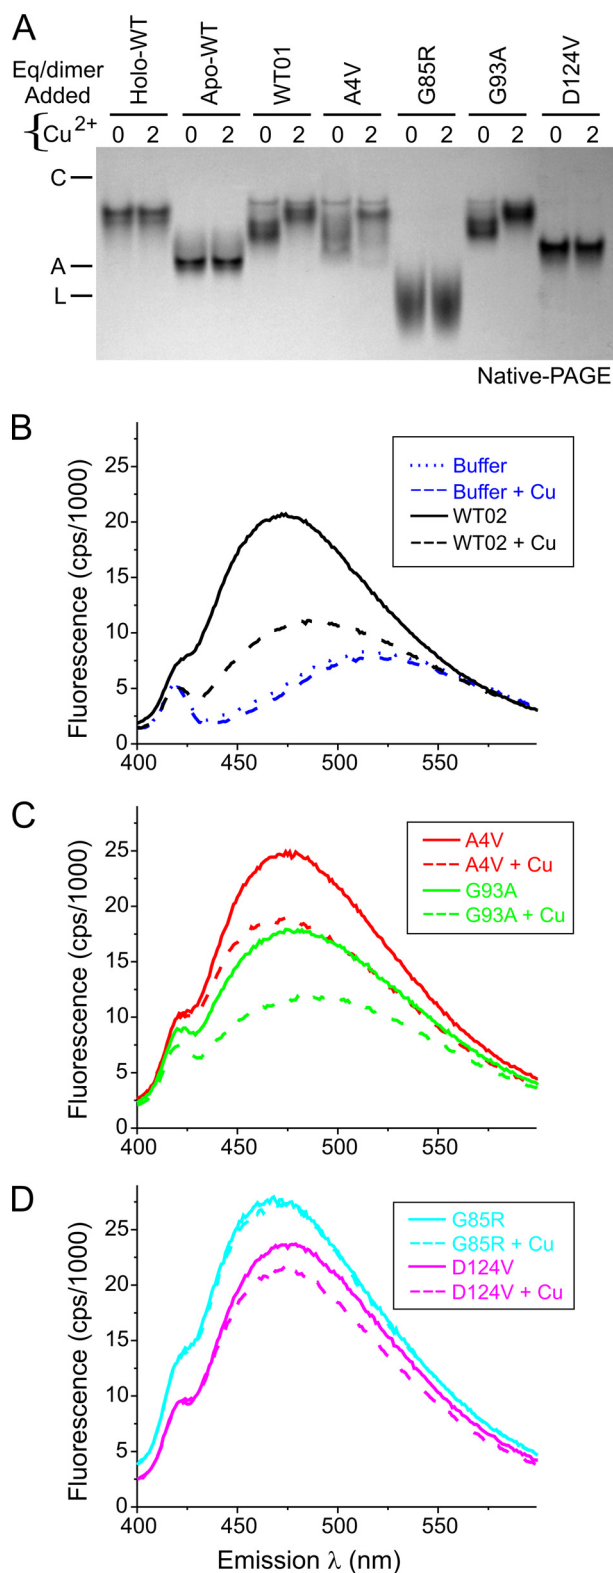 A
Eq/dimer
Added
{Cu2+
Holo-WT Apo-WT WT01 A4V G85R G93A D124V
0 2 0 2 0 2 0 2 0 2 0 2 0 2
C
A
L
Native-PAGE
B
Fluorescence (cps/1000)
25
20
15
10
5
0
400 450 500 550
Buffer
Buffer + Cu
WT02
WT02 + Cu
C
Fluorescence (cps/1000)
25
20
15
10
5
0
400 450 500 550
A4V
A4V + Cu
G93A
G93A + Cu
D
Fluorescence (cps/1000)
25
20
15
10
5
0
400 450 500 550
G85R
G85R + Cu
D124V
D124V + Cu
Emission λ (nm)